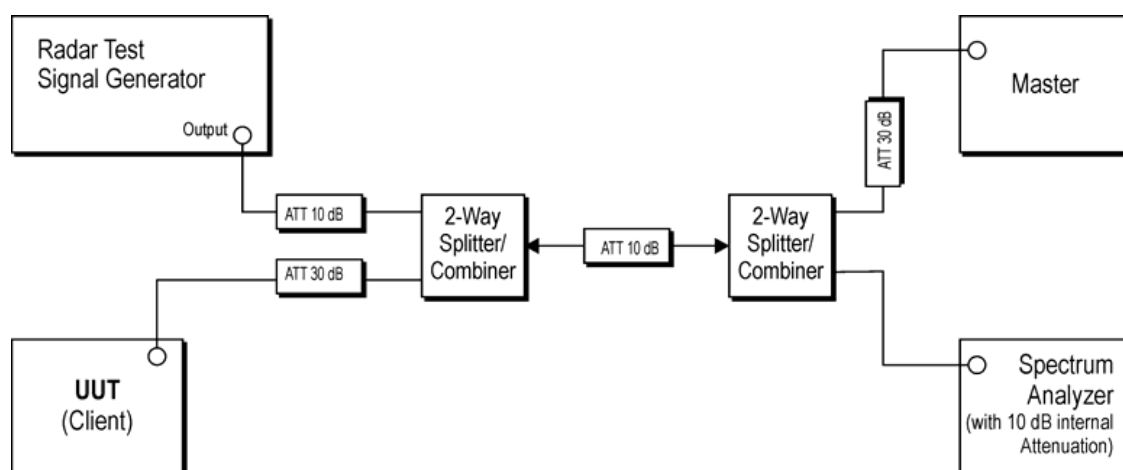 Radar Test
Signal Generator
Output
Master
ATT 30 dB
ATT 10 dB
2-Way
Splitter/
Combiner
ATT 10 dB
2-Way
Splitter/
Combiner
ATT 30 dB
UUT
(Client)
Spectrum
Analyzer
(with 10 dB internal
Attenuation)